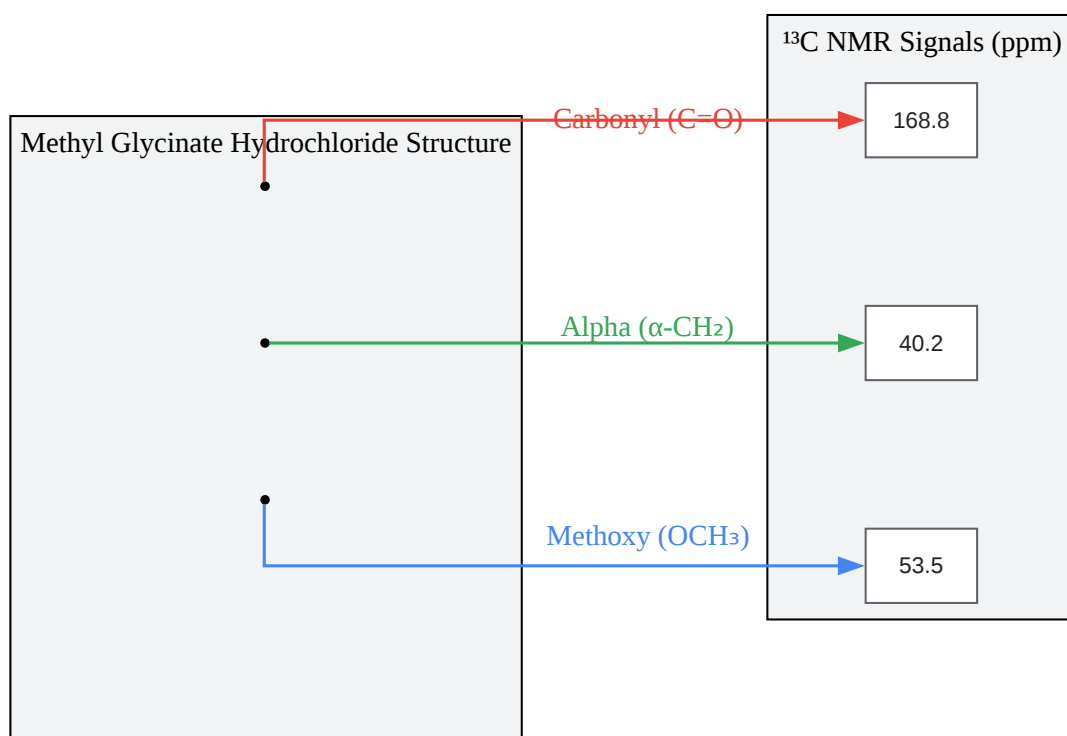 ¹³C NMR Signals (ppm)
Carbonyl (C=O)
168.8
Methyl Glycinate Hydrochloride Structure
Alpha (α-CH₂)
40.2
Methoxy (OCH₃)
53.5